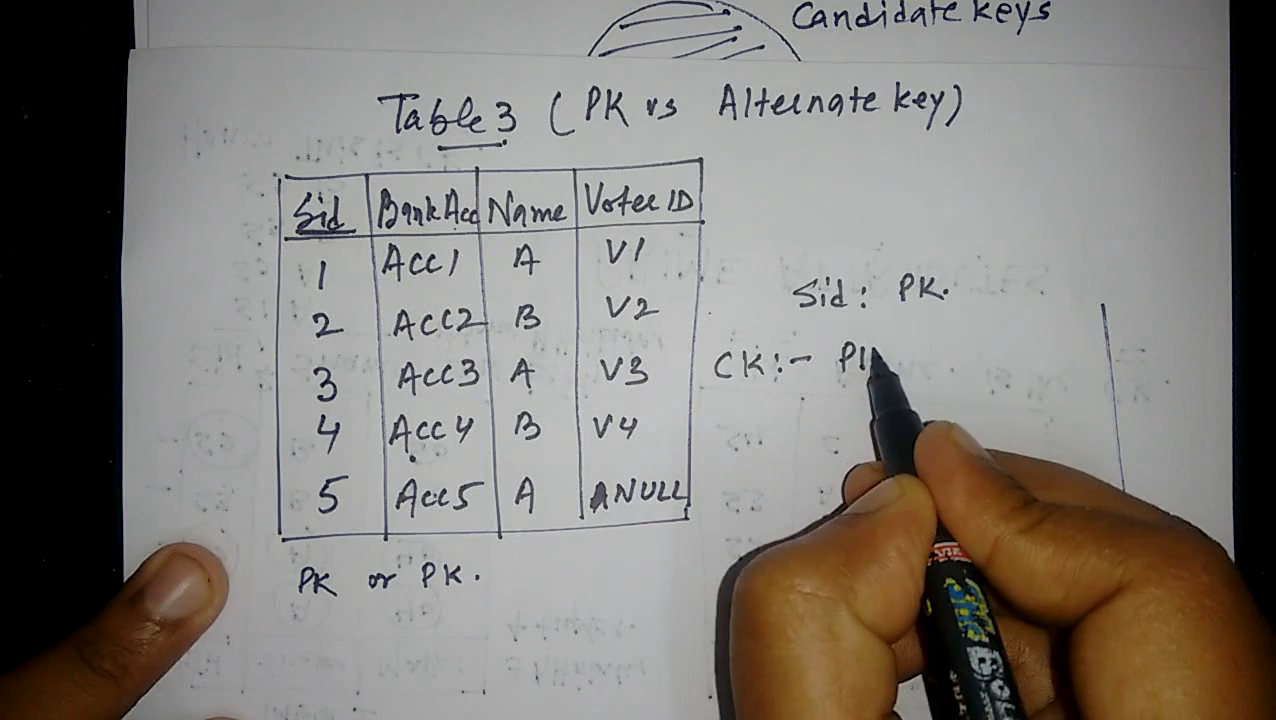 Candidate keys
Table 3 (PK vs Alternate key)
Sid BankAcc Name Voter ID
1 Acc1 A V1
2 Acc2 B V2
3 Acc3 A V3
4 Acc4 B V4
5 Acc5 A NULL
Sid: PK.
CK:- PK
PK or PK.